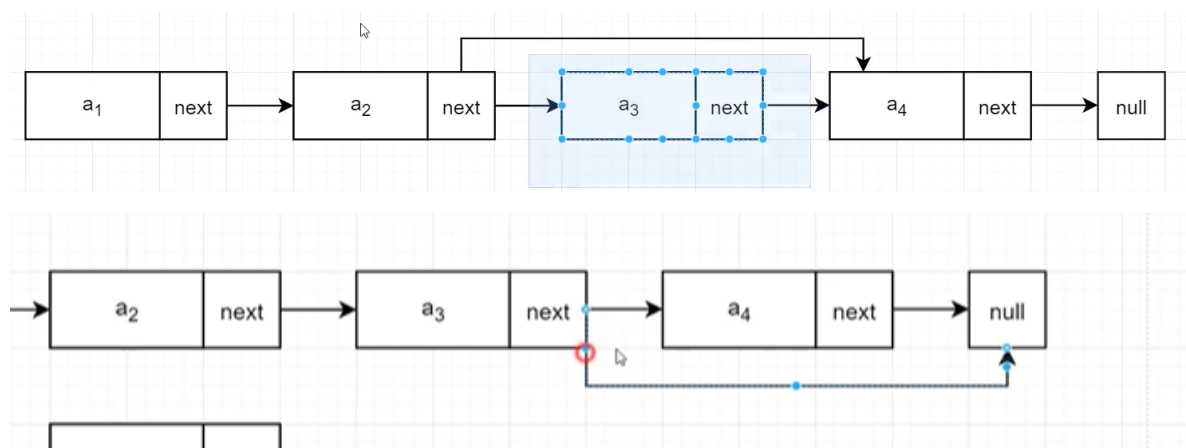 a₁ next a₂ next a₃ next a₄ next null
a₂ next a₃ next a₄ next null